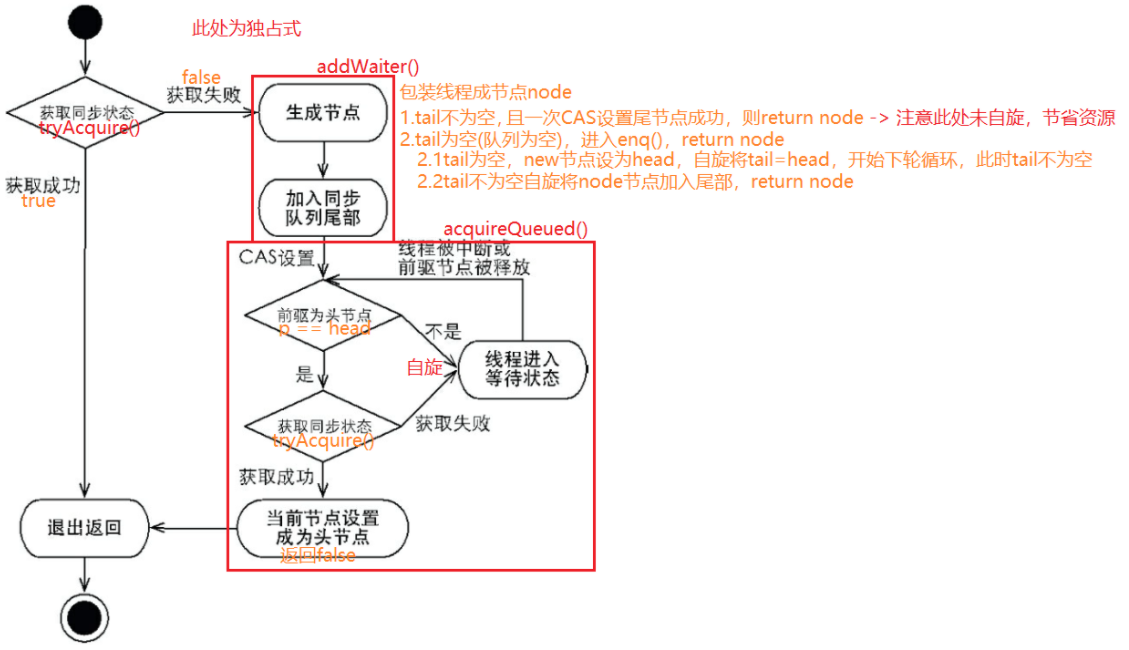 此处为独占式
addWaiter()
false
获取失败
获取同步状态
tryAcquire()
生成节点
包装线程成节点node
1.tail不为空, 且一次CAS设置尾节点成功，则return node -> 注意此处未自旋，节省资源
2.tail为空(队列为空)，进入enq()，return node
2.1tail为空，new节点设为head，自旋将tail=head，开始下轮循环，此时tail不为空
2.2tail不为空自旋将node节点加入尾部，return node
获取成功
true
加入同步
队列尾部
acquireQueued()
CAS设置
线程被中断或
前驱节点被释放
前驱为头节点
p == head
不是
自旋
线程进入
等待状态
是
获取同步状态
tryAcquire()
获取失败
获取成功
退出返回
当前节点设置
成为头节点
返回false